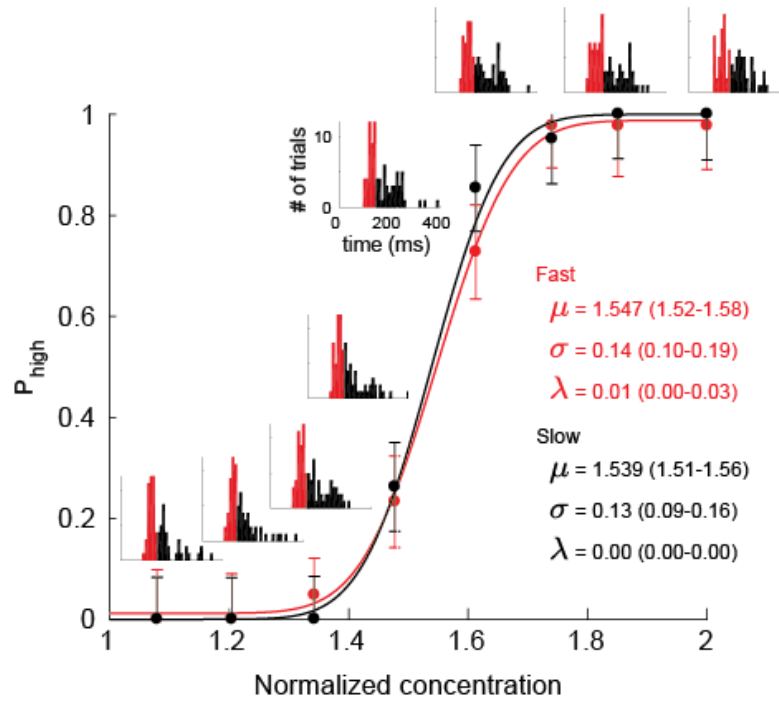 # of trials
10
0
0 200 400
time (ms)
P_high
1
0.8
0.6
0.4
0.2
0
Fast
μ = 1.547 (1.52-1.58)
σ = 0.14 (0.10-0.19)
λ = 0.01 (0.00-0.03)
Slow
μ = 1.539 (1.51-1.56)
σ = 0.13 (0.09-0.16)
λ = 0.00 (0.00-0.00)
1 1.2 1.4 1.6 1.8 2
Normalized concentration